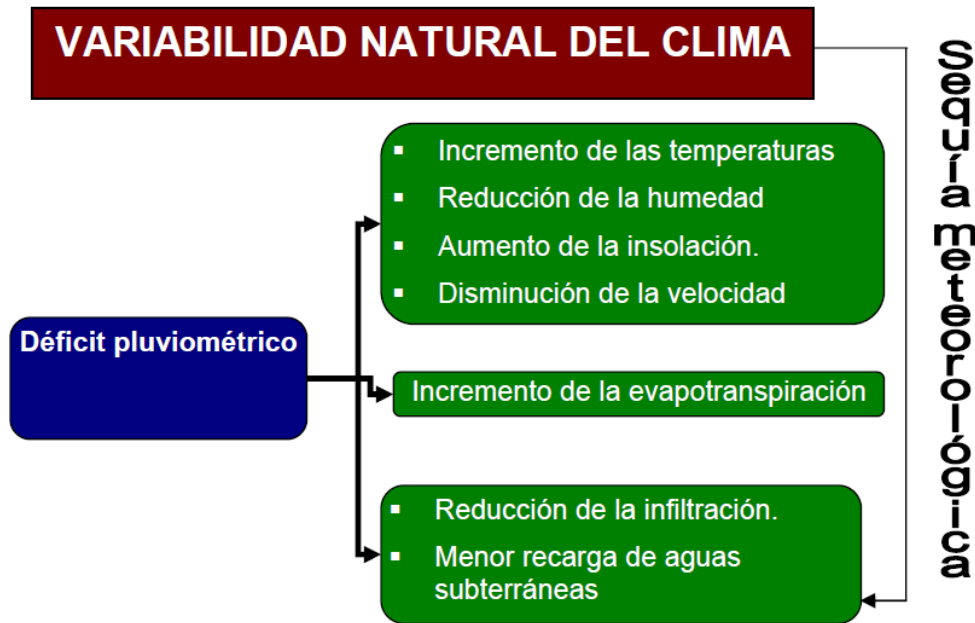 VARIABILIDAD NATURAL DEL CLIMA
▪ Incremento de las temperaturas
▪ Reducción de la humedad
▪ Aumento de la insolación.
▪ Disminución de la velocidad
Déficit pluviométrico
Incremento de la evapotranspiración
▪ Reducción de la infiltración.
▪ Menor recarga de aguas
subterráneas
Sequía meteorológica